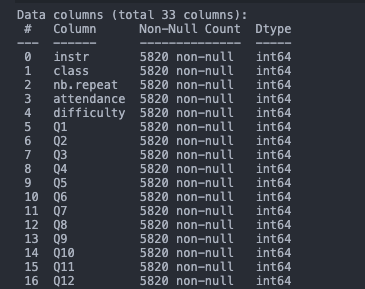 Data columns (total 33 columns):
 #   Column      Non-Null Count  Dtype
---  ------      --------------  -----
 0   instr       5820 non-null   int64
 1   class       5820 non-null   int64
 2   nb.repeat   5820 non-null   int64
 3   attendance  5820 non-null   int64
 4   difficulty  5820 non-null   int64
 5   Q1          5820 non-null   int64
 6   Q2          5820 non-null   int64
 7   Q3          5820 non-null   int64
 8   Q4          5820 non-null   int64
 9   Q5          5820 non-null   int64
 10  Q6          5820 non-null   int64
 11  Q7          5820 non-null   int64
 12  Q8          5820 non-null   int64
 13  Q9          5820 non-null   int64
 14  Q10         5820 non-null   int64
 15  Q11         5820 non-null   int64
 16  Q12         5820 non-null   int64